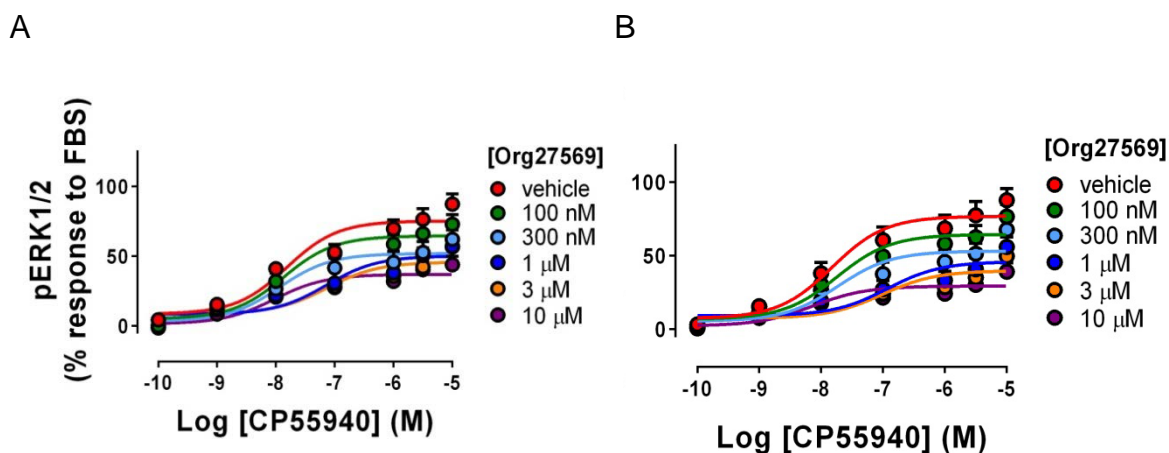 A
B
pERK1/2
(% response to FBS)
100
50
0
-10 -9 -8 -7 -6 -5
Log [CP55940] (M)
[Org27569]
vehicle
100 nM
300 nM
1 μM
3 μM
10 μM
100
50
0
-10 -9 -8 -7 -6 -5
Log [CP55940] (M)
[Org27569]
vehicle
100 nM
300 nM
1 μM
3 μM
10 μM